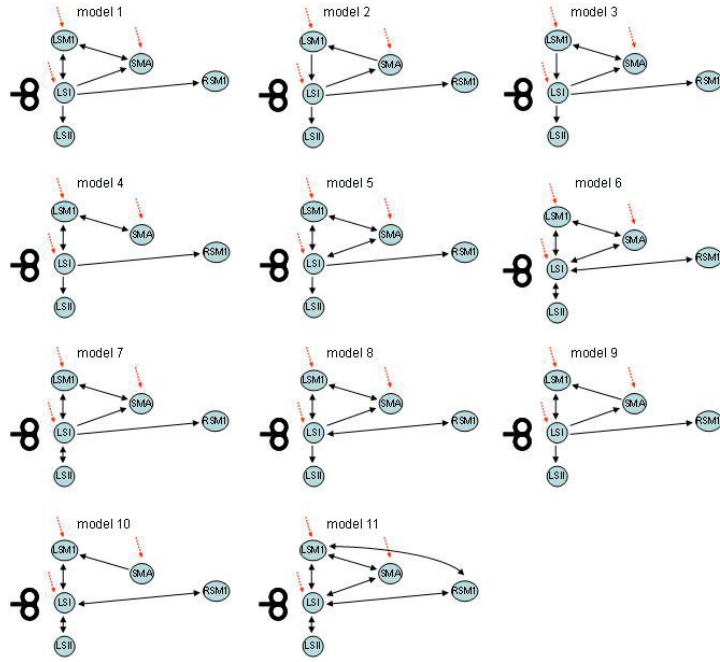 model 1
LSM1
SMA
LSI
RSM1
LSII
model 2
LSM1
SMA
LSI
RSM1
LSII
model 3
LSM1
SMA
LSI
RSM1
LSII
model 4
LSM1
SMA
LSI
RSM1
LSII
model 5
LSM1
SMA
LSI
RSM1
LSII
model 6
LSM1
SMA
LSI
RSM1
LSII
model 7
LSM1
SMA
LSI
RSM1
LSII
model 8
LSM1
SMA
LSI
RSM1
LSII
model 9
LSM1
SMA
LSI
RSM1
LSII
model 10
LSM1
SMA
LSI
RSM1
LSII
model 11
LSM1
SMA
LSI
RSM1
LSII